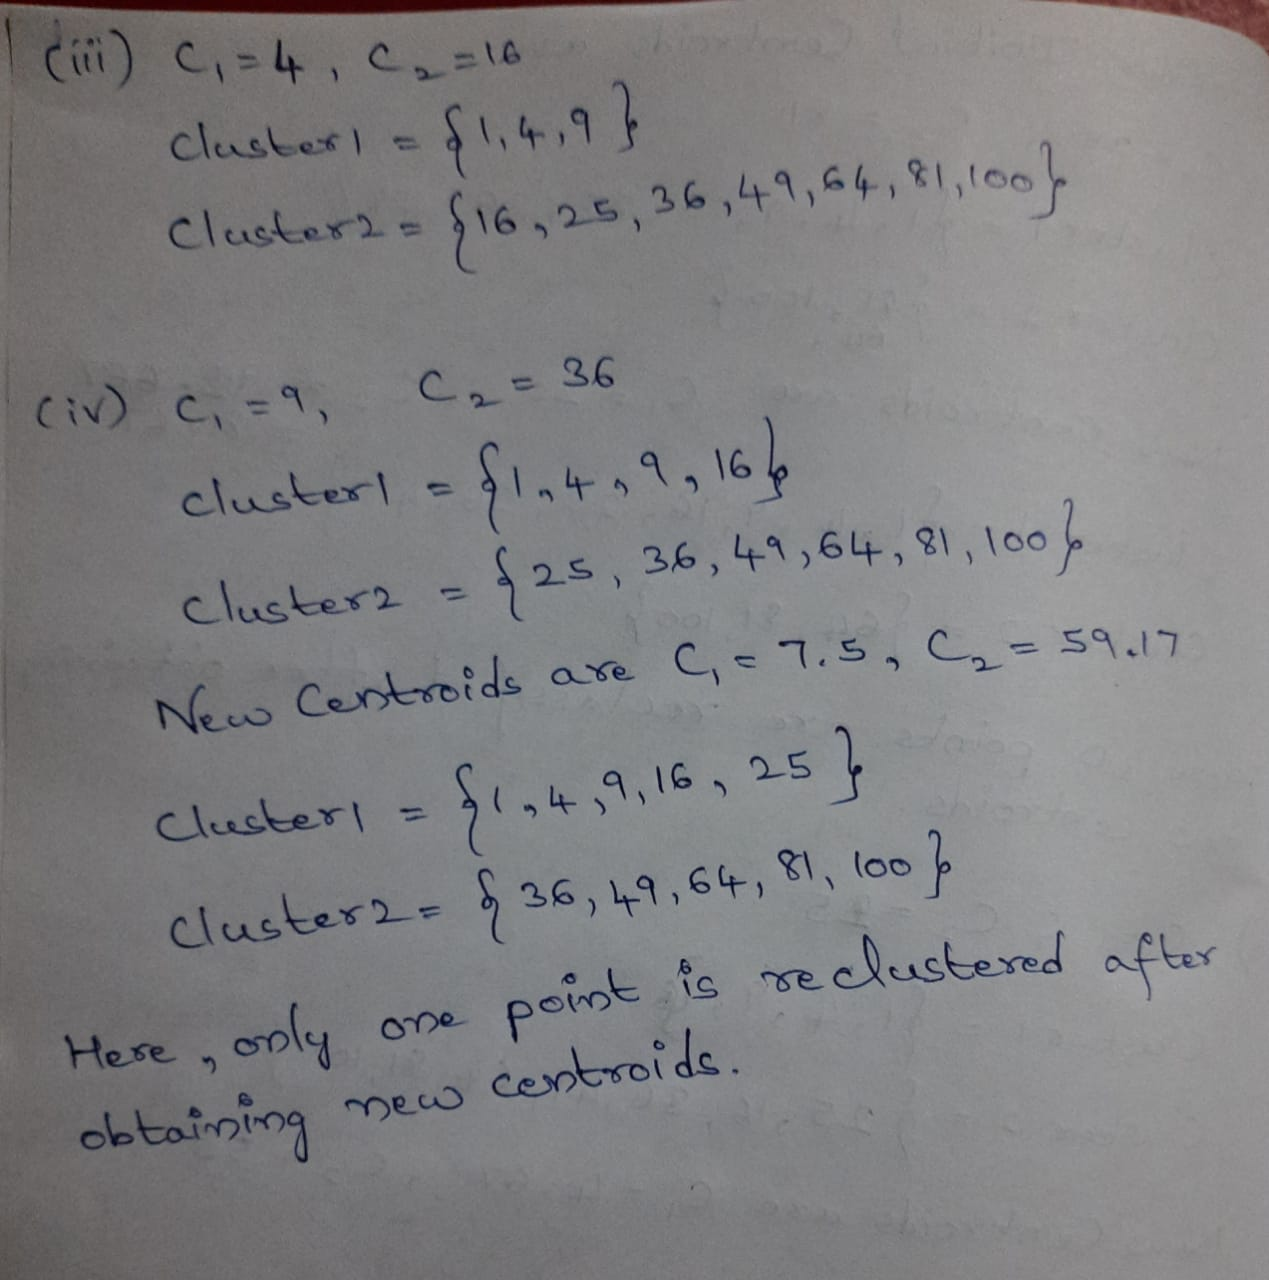 (iii) C₁ = 4, C₂ = 16
Cluster1 = {1, 4, 9}
Cluster2 = {16, 25, 36, 49, 64, 81, 100}
(iv) C₁ = 9, C₂ = 36
Cluster1 = {1, 4, 9, 16}
Cluster2 = {25, 36, 49, 64, 81, 100}
New Centroids are C₁ = 7.5, C₂ = 59.17
Cluster1 = {1, 4, 9, 16, 25}
Cluster2 = {36, 49, 64, 81, 100}
Here, only one point is reclustered after
obtaining new centroids.